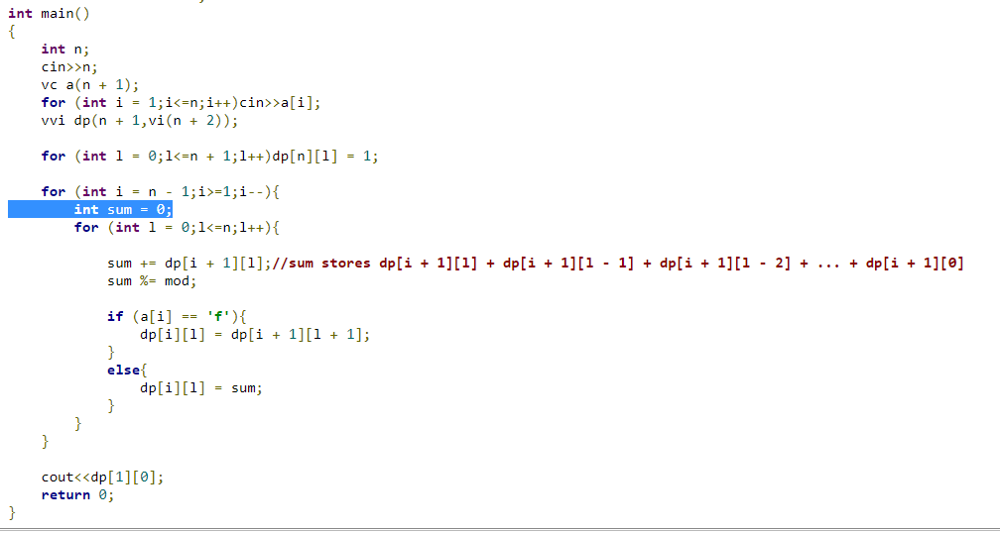 int main()
{
    int n;
    cin>>n;
    vc a(n + 1);
    for (int i = 1;i<=n;i++)cin>>a[i];
    vvi dp(n + 1,vi(n + 2));
    for (int l = 0;l<=n + 1;l++)dp[n][l] = 1;
    for (int i = n - 1;i>=1;i--){
        int sum = 0;
        for (int l = 0;l<=n;l++){
            sum += dp[i + 1][l];//sum stores dp[i + 1][l] + dp[i + 1][l - 1] + dp[i + 1][l - 2] + ... + dp[i + 1][0]
            sum %= mod;
            if (a[i] == 'f'){
                dp[i][l] = dp[i + 1][l + 1];
            }
            else{
                dp[i][l] = sum;
            }
        }
    }
    cout<<dp[1][0];
    return 0;
}